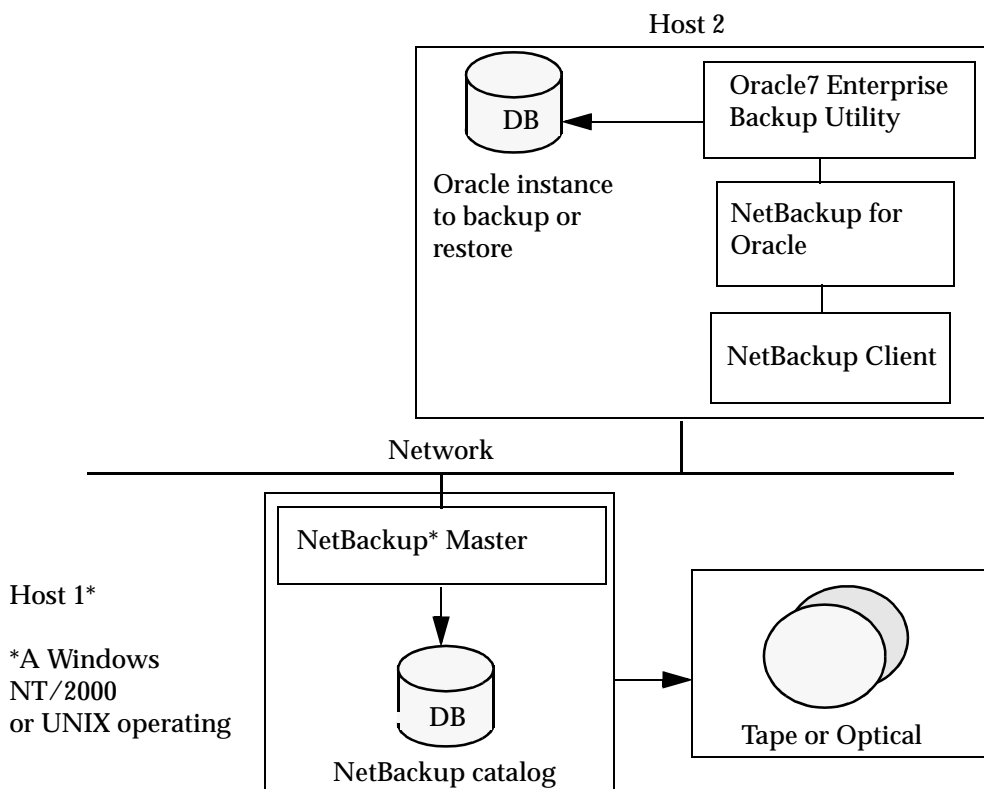 Host 2
DB
Oracle7 Enterprise
Backup Utility
Oracle instance
to backup or
restore
NetBackup for
Oracle
NetBackup Client
Network
NetBackup* Master
Host 1*
*A Windows
NT/2000
or UNIX operating
DB
NetBackup catalog
Tape or Optical